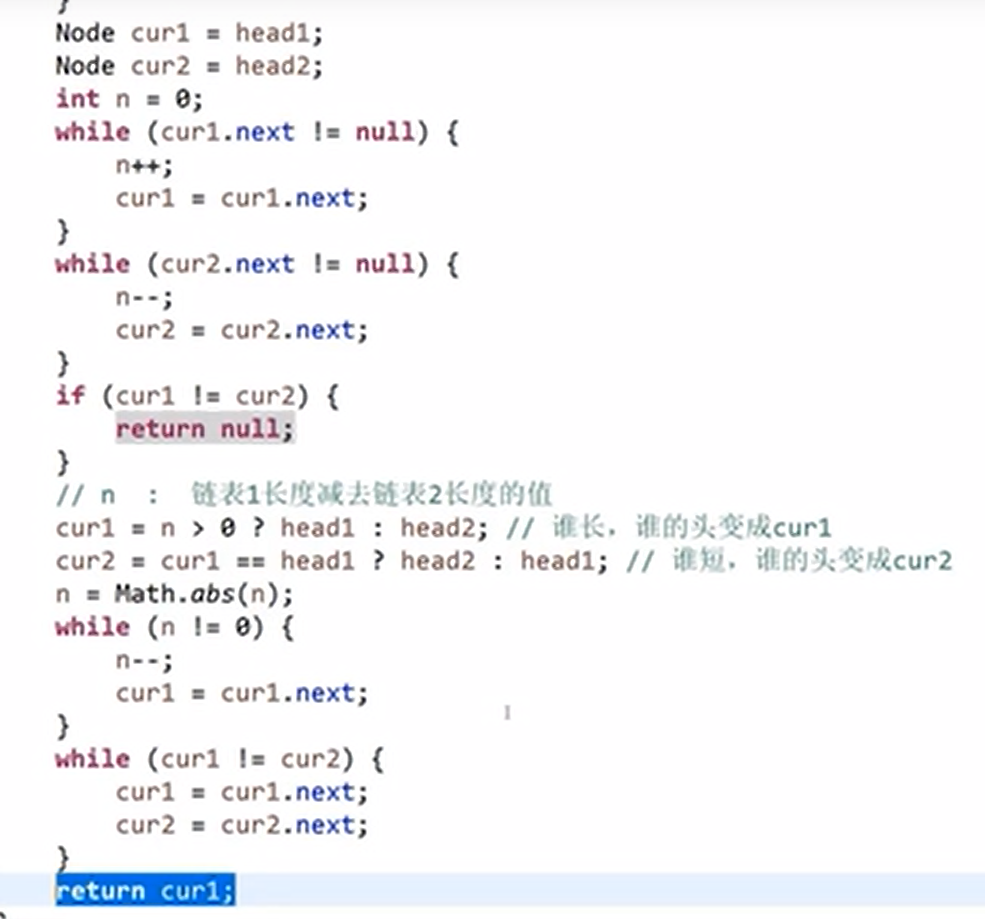 }
Node cur1 = head1;
Node cur2 = head2;
int n = 0;
while (cur1.next != null) {
n++;
cur1 = cur1.next;
}
while (cur2.next != null) {
n--;
cur2 = cur2.next;
}
if (cur1 != cur2) {
return null;
}
// n : 链表1长度减去链表2长度的值
cur1 = n > 0 ? head1 : head2; // 谁长，谁的头变成cur1
cur2 = cur1 == head1 ? head2 : head1; // 谁短，谁的头变成cur2
n = Math.abs(n);
while (n != 0) {
n--;
cur1 = cur1.next;
}
while (cur1 != cur2) {
cur1 = cur1.next;
cur2 = cur2.next;
}
return cur1;